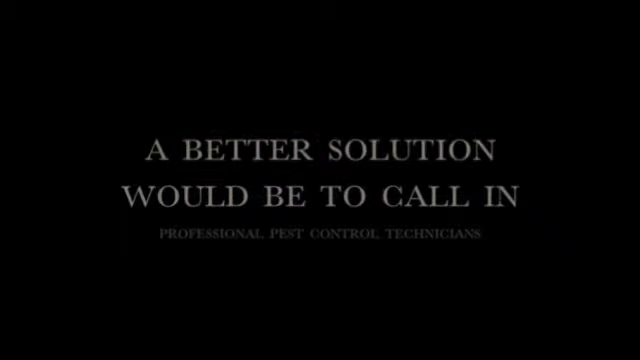 A BETTER SOLUTION
WOULD BE TO CALL IN
PROFESSIONAL PEST CONTROL TECHNICIANS